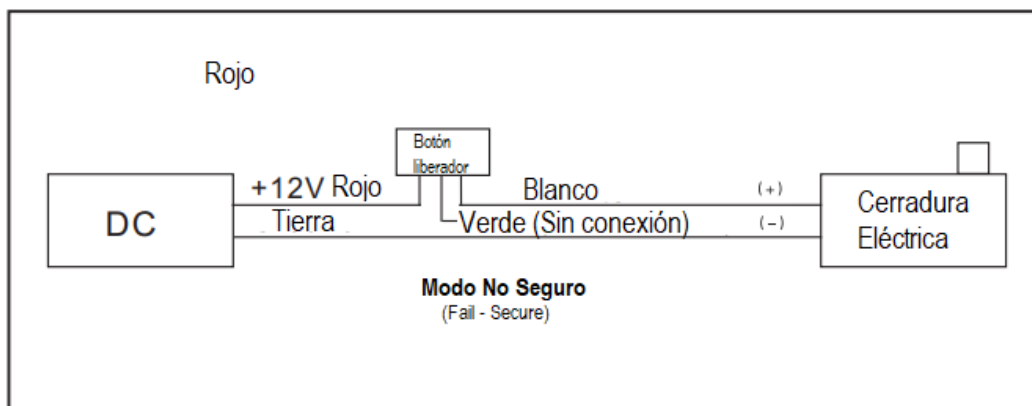 Rojo
Botón
liberador
+12V Rojo
Blanco
(+)
DC
Tierra
Verde (Sin conexión)
(-)
Cerradura
Eléctrica
Modo No Seguro
(Fail - Secure)